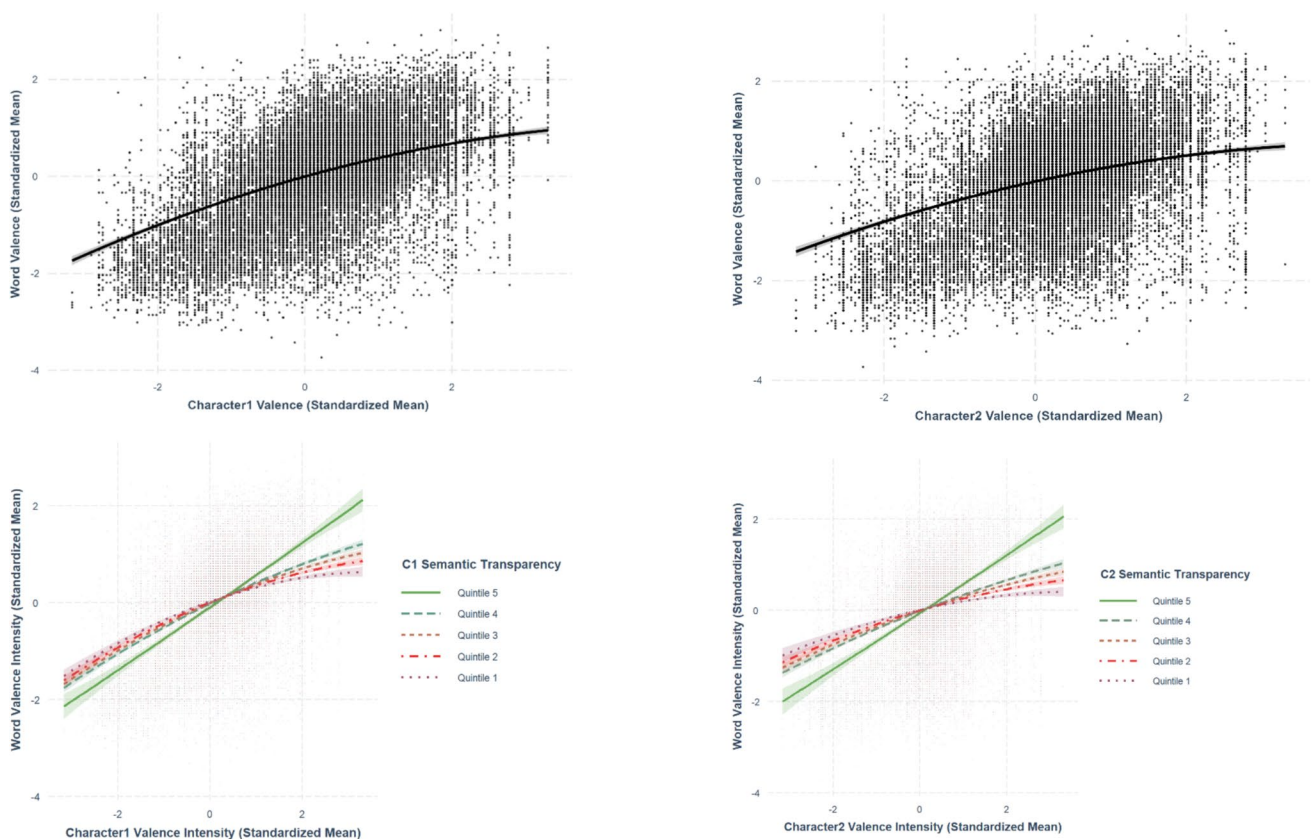 Word Valence (Standardized Mean)
2
0
-2
-4
-2
0
2
Character1 Valence (Standardized Mean)
Word Valence (Standardized Mean)
2
0
-2
-4
-2
0
2
Character2 Valence (Standardized Mean)
Word Valence Intensity (Standardized Mean)
2
0
-2
-4
-2
0
2
Character1 Valence Intensity (Standardized Mean)
C1 Semantic Transparency
Quintile 5
Quintile 4
Quintile 3
Quintile 2
Quintile 1
Word Valence Intensity (Standardized Mean)
2
0
-2
-4
-2
0
2
Character2 Valence Intensity (Standardized Mean)
C2 Semantic Transparency
Quintile 5
Quintile 4
Quintile 3
Quintile 2
Quintile 1